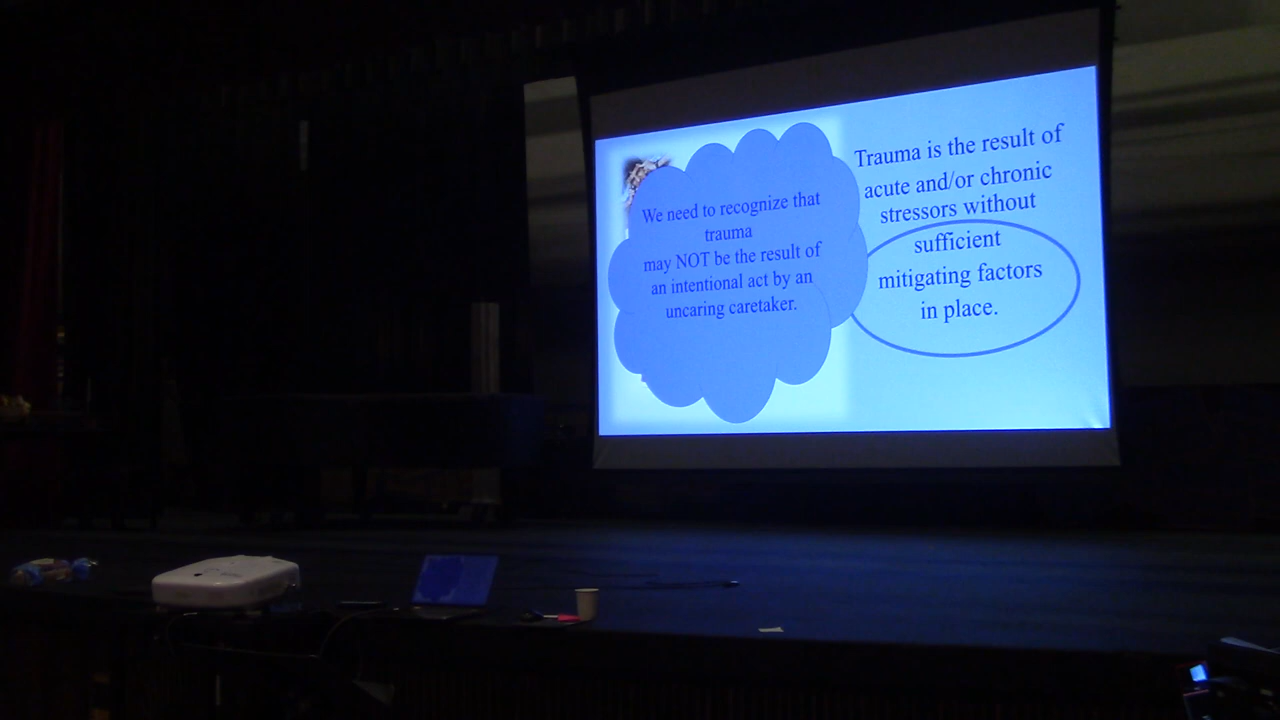 We need to recognize that
trauma
may NOT be the result of
an intentional act by an
uncaring caretaker.
Trauma is the result of
acute and/or chronic
stressors without
sufficient
mitigating factors
in place.